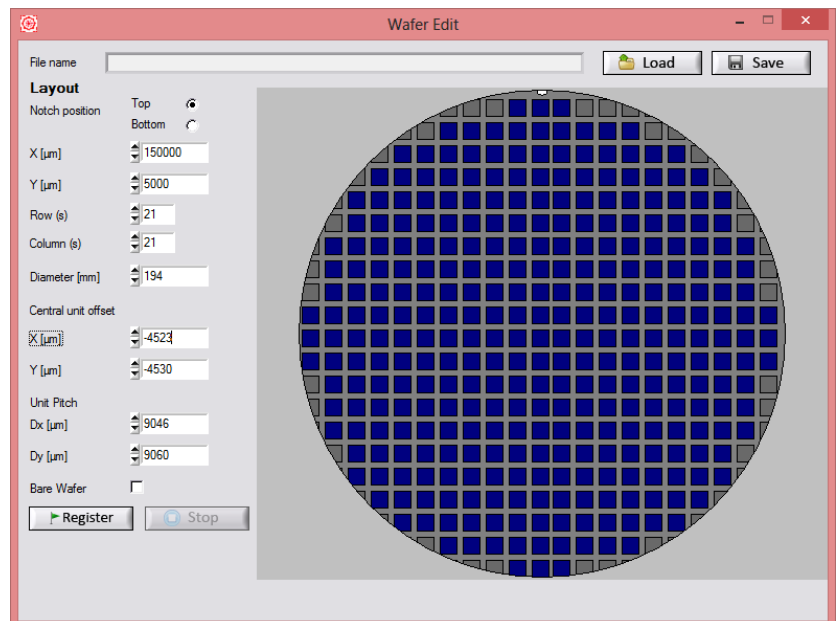 Wafer Edit
File name
Load
Save
Layout
Notch position
Top
Bottom
X [µm] 150000
Y [µm] 5000
Row (s) 21
Column (s) 21
Diameter [mm] 194
Central unit offset
X [µm] -4523
Y [µm] -4530
Unit Pitch
Dx [µm] 9046
Dy [µm] 9060
Bare Wafer
Register
Stop